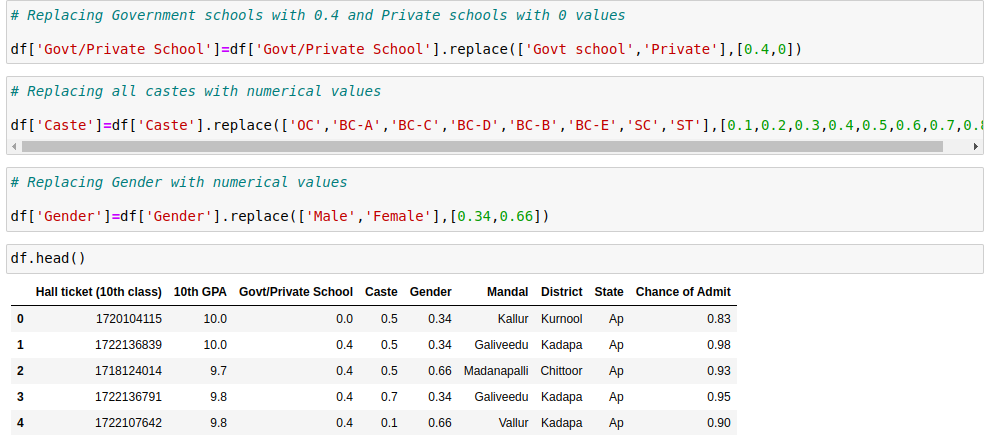 # Replacing Government schools with 0.4 and Private schools with 0 values
df['Govt/Private School']=df['Govt/Private School'].replace(['Govt school','Private'],[0.4,0])
# Replacing all castes with numerical values
df['Caste']=df['Caste'].replace(['OC','BC-A','BC-C','BC-D','BC-B','BC-E','SC','ST'],[0.1,0.2,0.3,0.4,0.5,0.6,0.7,0.8
# Replacing Gender with numerical values
df['Gender']=df['Gender'].replace(['Male','Female'],[0.34,0.66])
df.head()
Hall ticket (10th class) 10th GPA Govt/Private School Caste Gender Mandal District State Chance of Admit
0 1720104115 10.0 0.0 0.5 0.34 Kallur Kurnool Ap 0.83
1 1722136839 10.0 0.4 0.5 0.34 Galiveedu Kadapa Ap 0.98
2 1718124014 9.7 0.4 0.5 0.66 Madanapalli Chittoor Ap 0.93
3 1722136791 9.8 0.4 0.7 0.34 Galiveedu Kadapa Ap 0.95
4 1722107642 9.8 0.4 0.1 0.66 Vallur Kadapa Ap 0.90